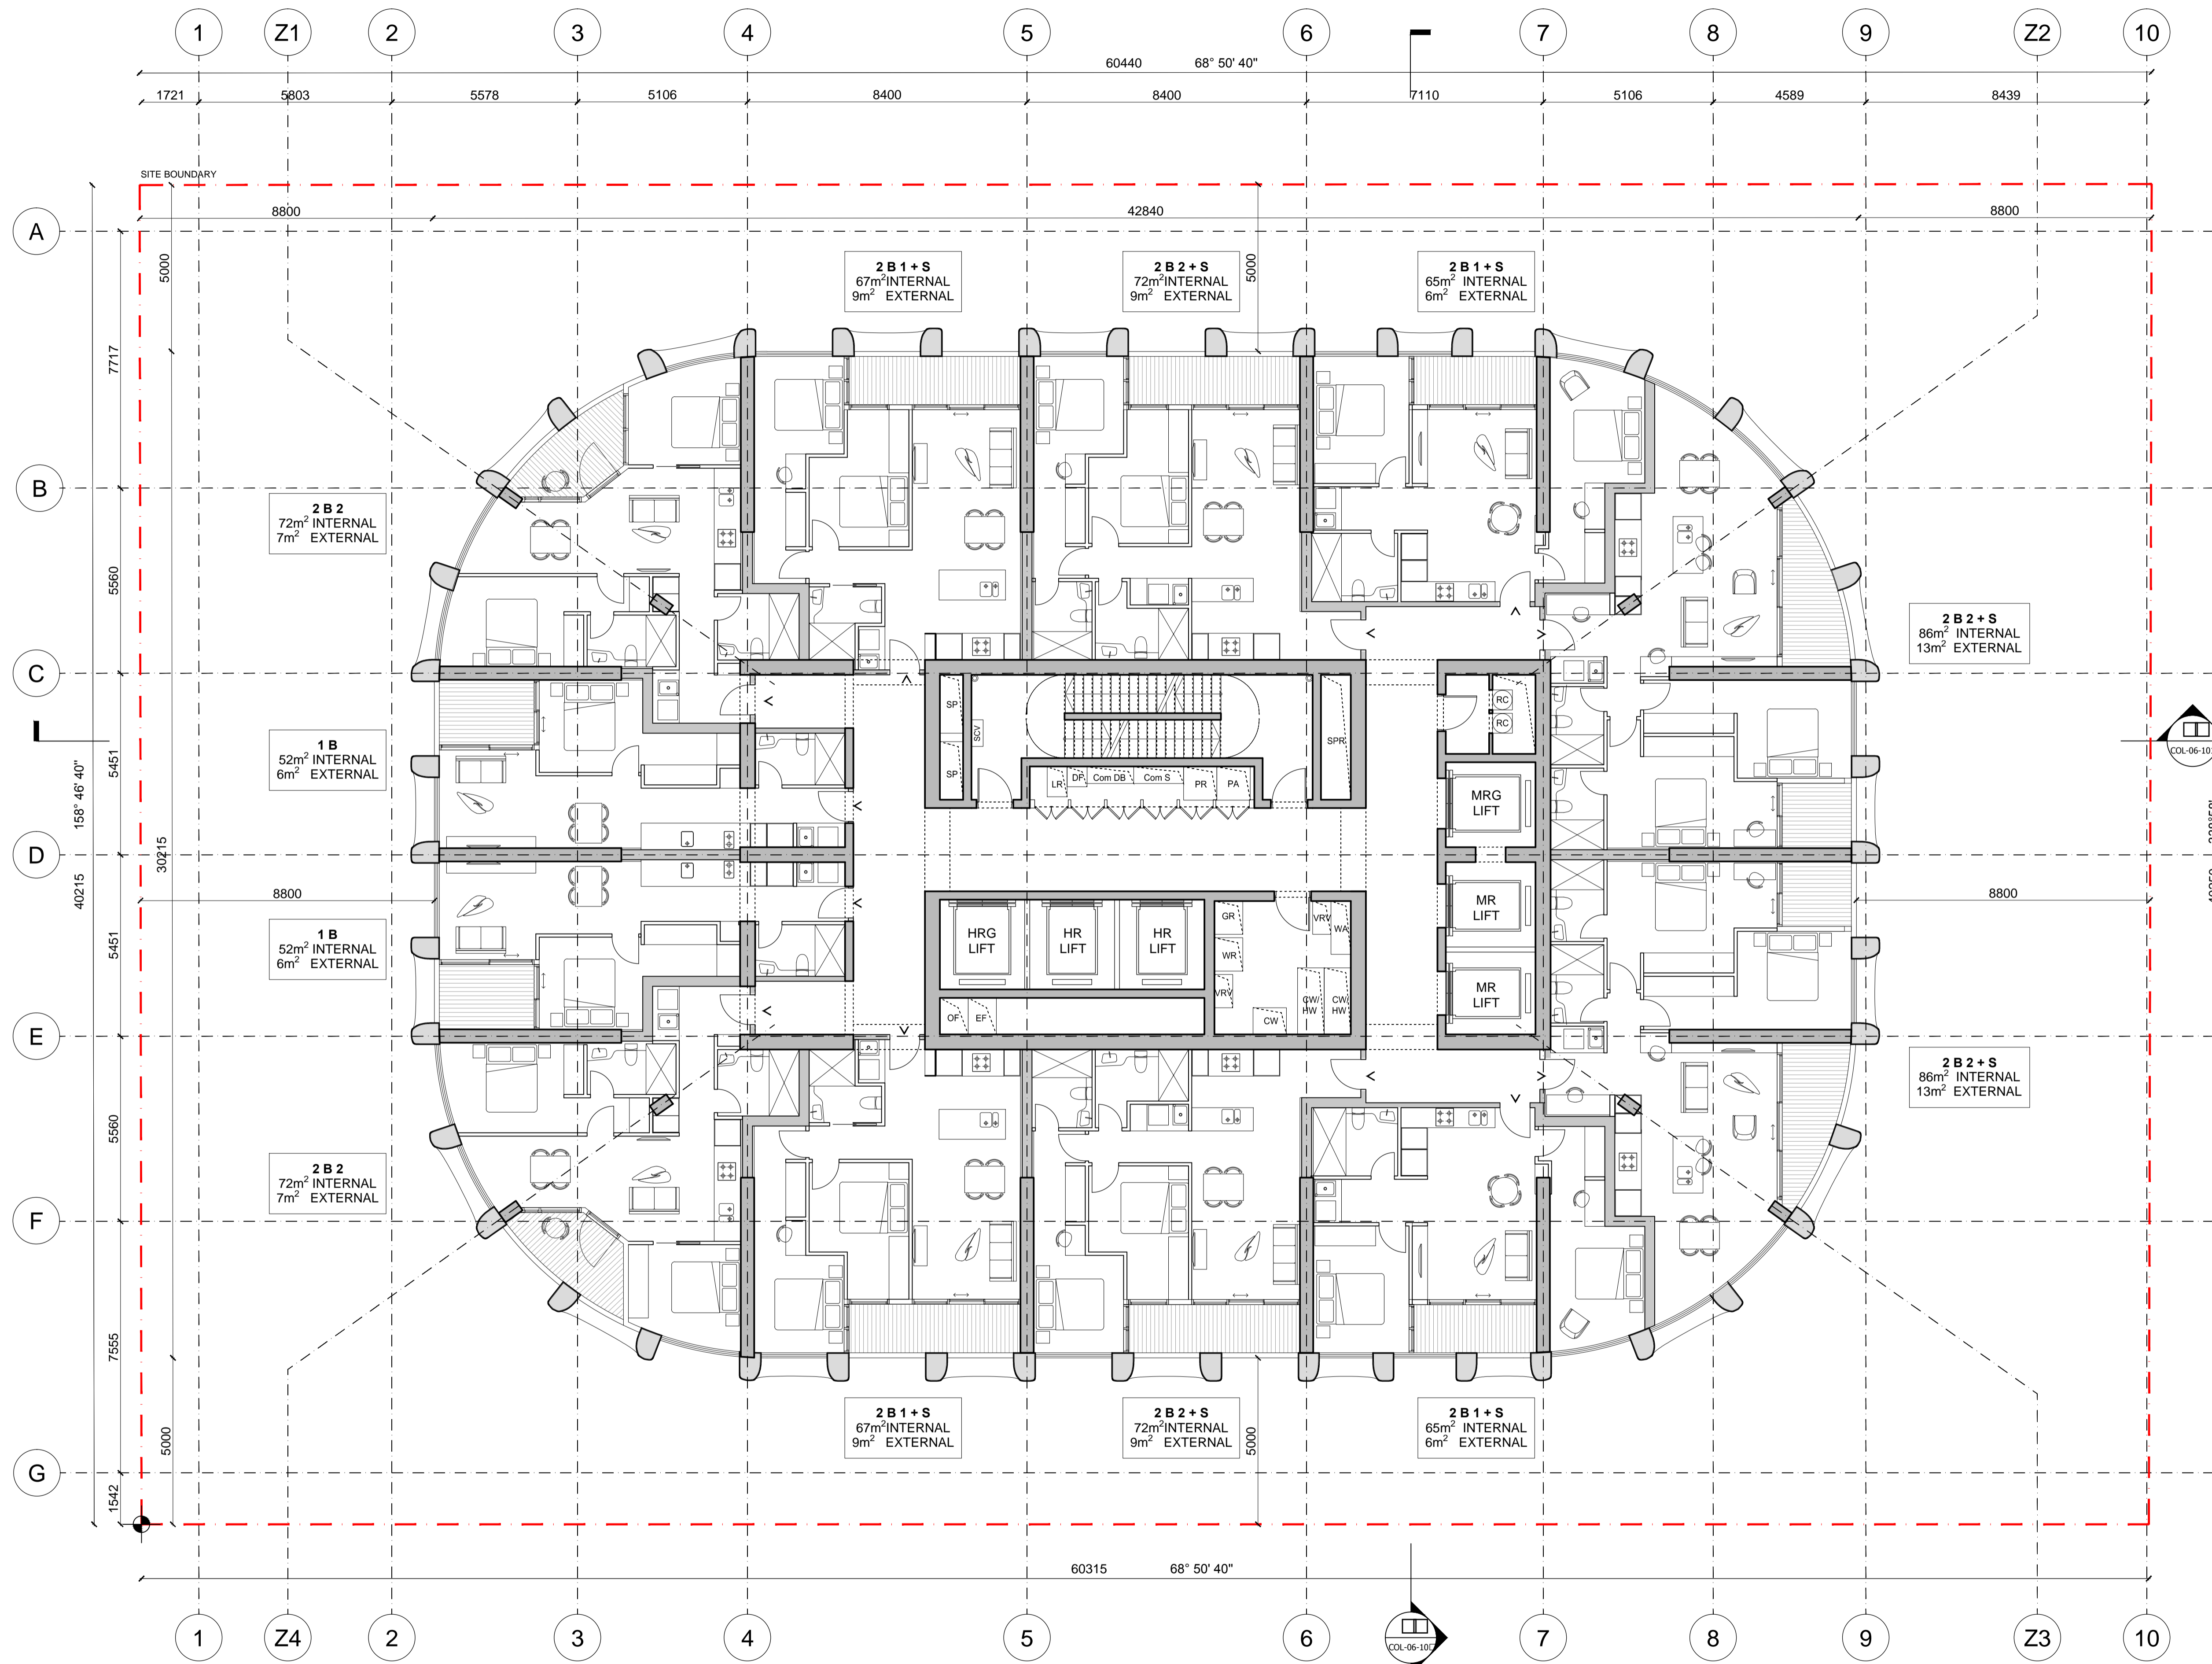 1 Z1 2 3 4 5 6 7 8 9 Z2 10
60440 68° 50' 40"
1721 5803 5578 5106 8400 8400 7110 5106 4589 8439
SITE BOUNDARY
8800 42840 8800
A
5000
5000
2 B 1 + S
67m² INTERNAL
9m² EXTERNAL
2 B 2 + S
72m² INTERNAL
9m² EXTERNAL
2 B 1 + S
65m² INTERNAL
6m² EXTERNAL
7717
B
2 B 2
72m² INTERNAL
7m² EXTERNAL
5560
2 B 2 + S
86m² INTERNAL
13m² EXTERNAL
C
SP
SCV
SP
SPR
RC
RC
1 B
52m² INTERNAL
6m² EXTERNAL
5451
COL-06-10
LR DF Com DB Com S PR PA
MRG
LIFT
158° 46' 40"
30215
40215
D
8800
8800
MR
LIFT
HRG
LIFT
HR
LIFT
HR
LIFT
GR
WR
VRV
VRV
WA
CW
CW/
HW
CW/
HW
OF EF
MR
LIFT
1 B
52m² INTERNAL
6m² EXTERNAL
5451
E
2 B 2 + S
86m² INTERNAL
13m² EXTERNAL
5560
2 B 2
72m² INTERNAL
7m² EXTERNAL
F
7555
5000
5000
2 B 1 + S
67m² INTERNAL
9m² EXTERNAL
2 B 2 + S
72m² INTERNAL
9m² EXTERNAL
2 B 1 + S
65m² INTERNAL
6m² EXTERNAL
G
1542
60315 68° 50' 40"
1 Z4 2 3 4 5 6 7 8 9 Z3 10
COL-06-10